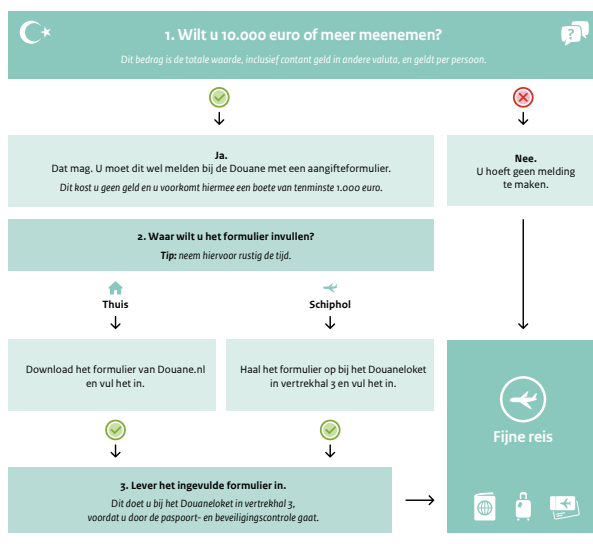 1. Wilt u 10.000 euro of meer meenemen?
?
Dit bedrag is de totale waarde, inclusief contant geld in andere valuta, en geldt per persoon.
Ja.
Dat mag. U moet dit wel melden bij de Douane met een aangifteformulier.
Dit kost u geen geld en u voorkomt hiermee een boete van tenminste 1.000 euro.
Nee.
U hoeft geen melding
te maken.
2. Waar wilt u het formulier invullen?
Tip: neem hiervoor rustig de tijd.
Thuis
Schiphol
Download het formulier van Douane.nl
en vul het in.
Haal het formulier op bij het Douaneloket
in vertrekhal 3 en vul het in.
Fijne reis
3. Lever het ingevulde formulier in.
Dit doet u bij het Douaneloket in vertrekhal 3,
voordat u door de paspoort- en beveiligingscontrole gaat.